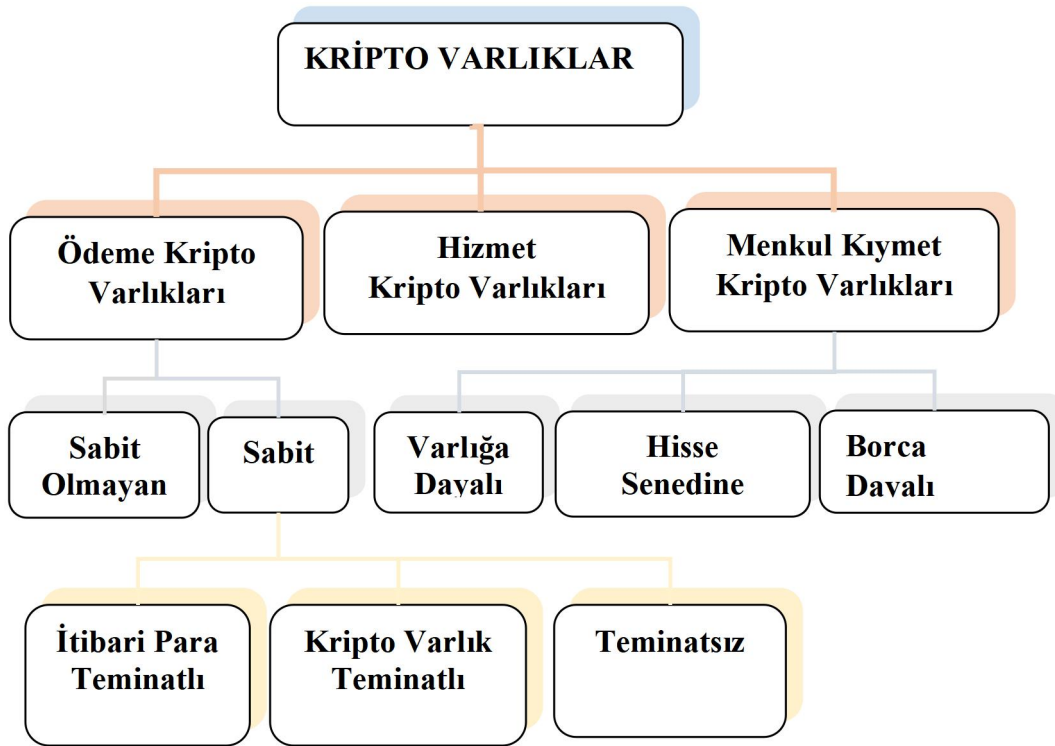 KRİPTO VARLIKLAR
Ödeme Kripto
Varlıkları
Hizmet
Kripto Varlıkları
Menkul Kıymet
Kripto Varlıkları
Sabit
Olmayan
Sabit
Varlığa
Dayalı
Hisse
Senedine
Borca
Dayalı
İtibari Para
Teminatlı
Kripto Varlık
Teminatlı
Teminatsız